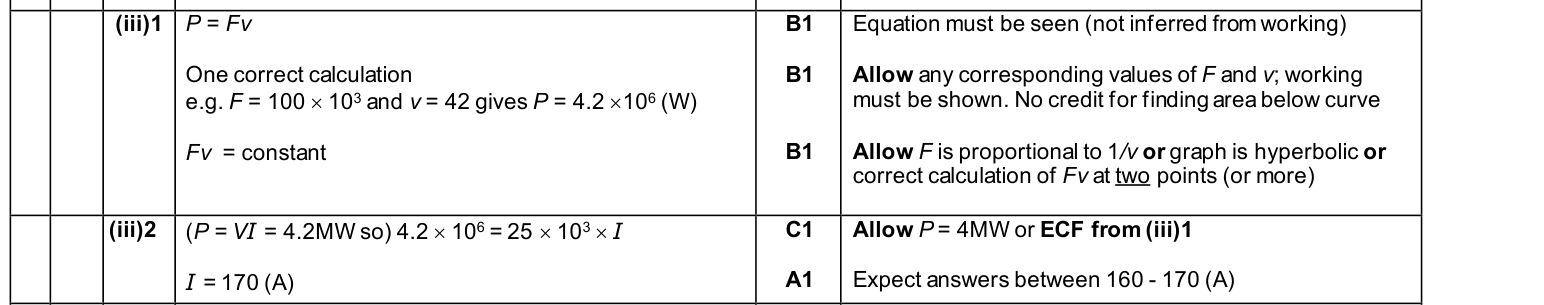 (iii)1 P = Fv B1 Equation must be seen (not inferred from working)
One correct calculation B1 Allow any corresponding values of F and v; working
e.g. F = 100 × 10³ and v = 42 gives P = 4.2 ×10⁶ (W) must be shown. No credit for finding area below curve
Fv = constant B1 Allow F is proportional to 1/v or graph is hyperbolic or
correct calculation of Fv at two points (or more)
(iii)2 (P = VI = 4.2MW so) 4.2 × 10⁶ = 25 × 10³ × I C1 Allow P = 4MW or ECF from (iii)1
I = 170 (A) A1 Expect answers between 160 - 170 (A)